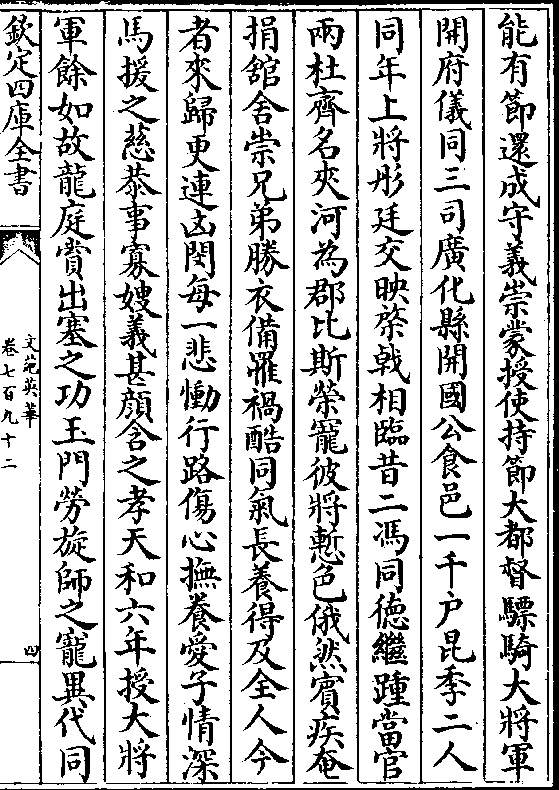 能有節還成守義崇蒙授使持節大都督驃騎大將軍
開府儀同三司廣化縣開國公食邑一千户昆季二人
同年上將彤廷交映棨戟相臨昔二馮同德繼踵當官
兩杜齊名夾河為郡比斯榮寵彼將慙色俄然賓疾奄
捐舘舍崇兄弟勝衣備罹禍酷同氣長養得及全人今
者來歸更連凶閔每一悲慟行路傷心撫養愛子情深
馬援之慈恭事寡嫂義甚顔含之孝天和六年授大將
軍餘如故龍庭賞出塞之功玉門勞旋師之寵異代同
欽定四庫全書
文苑英華
卷七百九十二
四